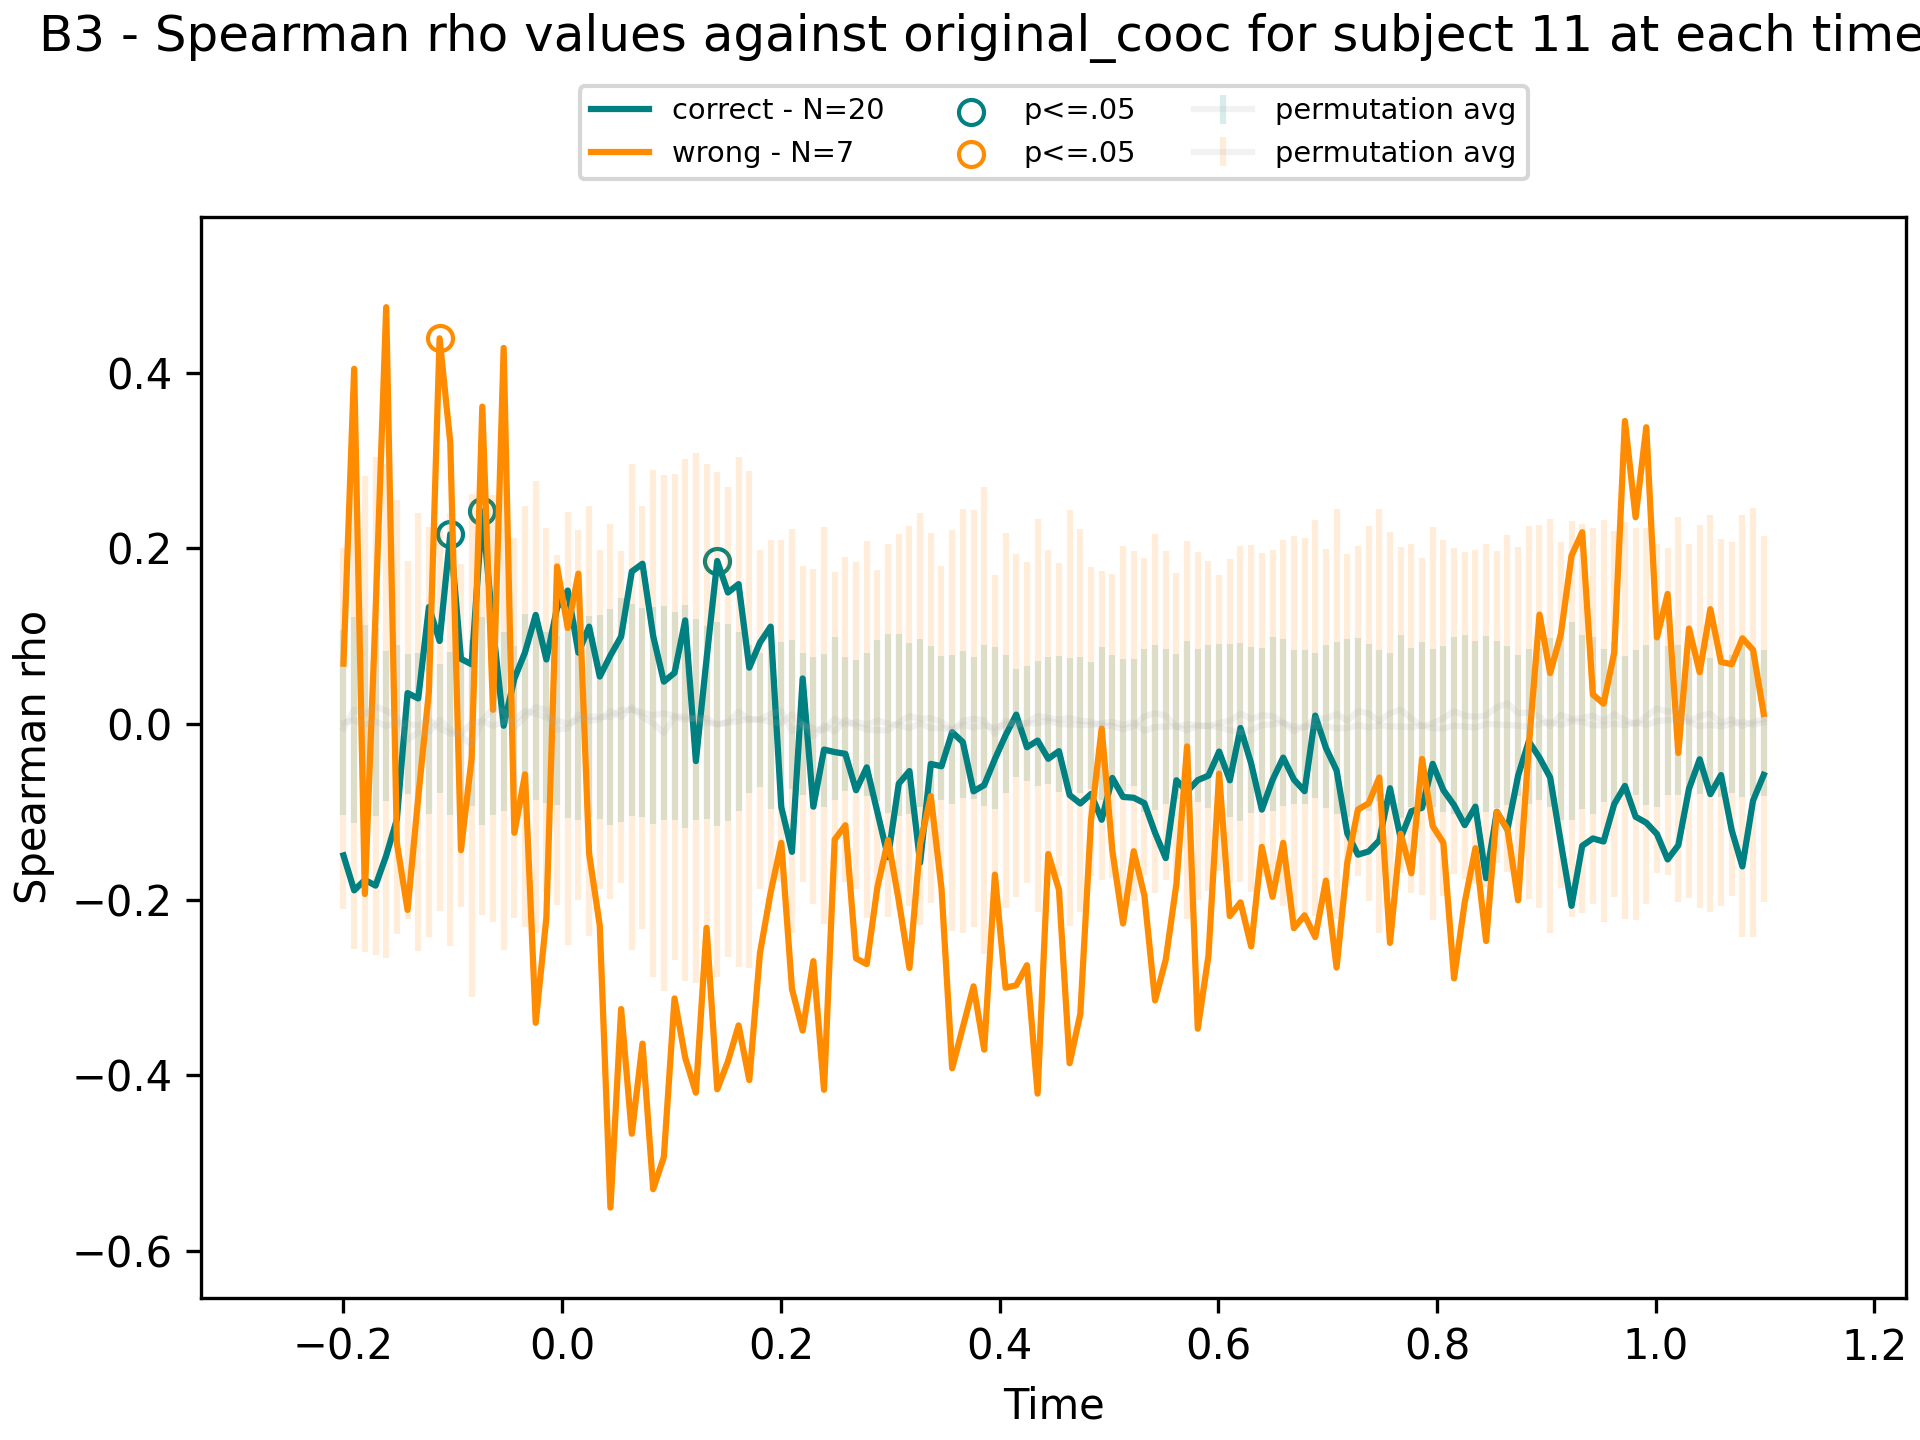 B3 - Spearman rho values against original_cooc for subject 11 at each time
correct - N=20
wrong - N=7
p<=.05
p<=.05
permutation avg
permutation avg
Spearman rho
0.4
0.2
0.0
−0.2
−0.4
−0.6
−0.2
0.0
0.2
0.4
0.6
0.8
1.0
1.2
Time